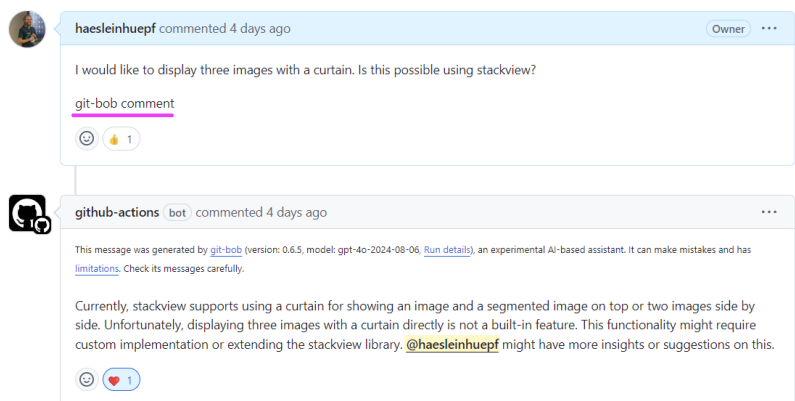 haesleinhuepf commented 4 days ago Owner ...
I would like to display three images with a curtain. Is this possible using stackview?
git-bob comment
👍 1
github-actions bot commented 4 days ago ...
This message was generated by git-bob (version: 0.6.5, model: gpt-4o-2024-08-06, Run details), an experimental AI-based assistant. It can make mistakes and has
limitations. Check its messages carefully.
Currently, stackview supports using a curtain for showing an image and a segmented image on top or two images side by
side. Unfortunately, displaying three images with a curtain directly is not a built-in feature. This functionality might require
custom implementation or extending the stackview library. @haesleinhuepf might have more insights or suggestions on this.
❤️ 1